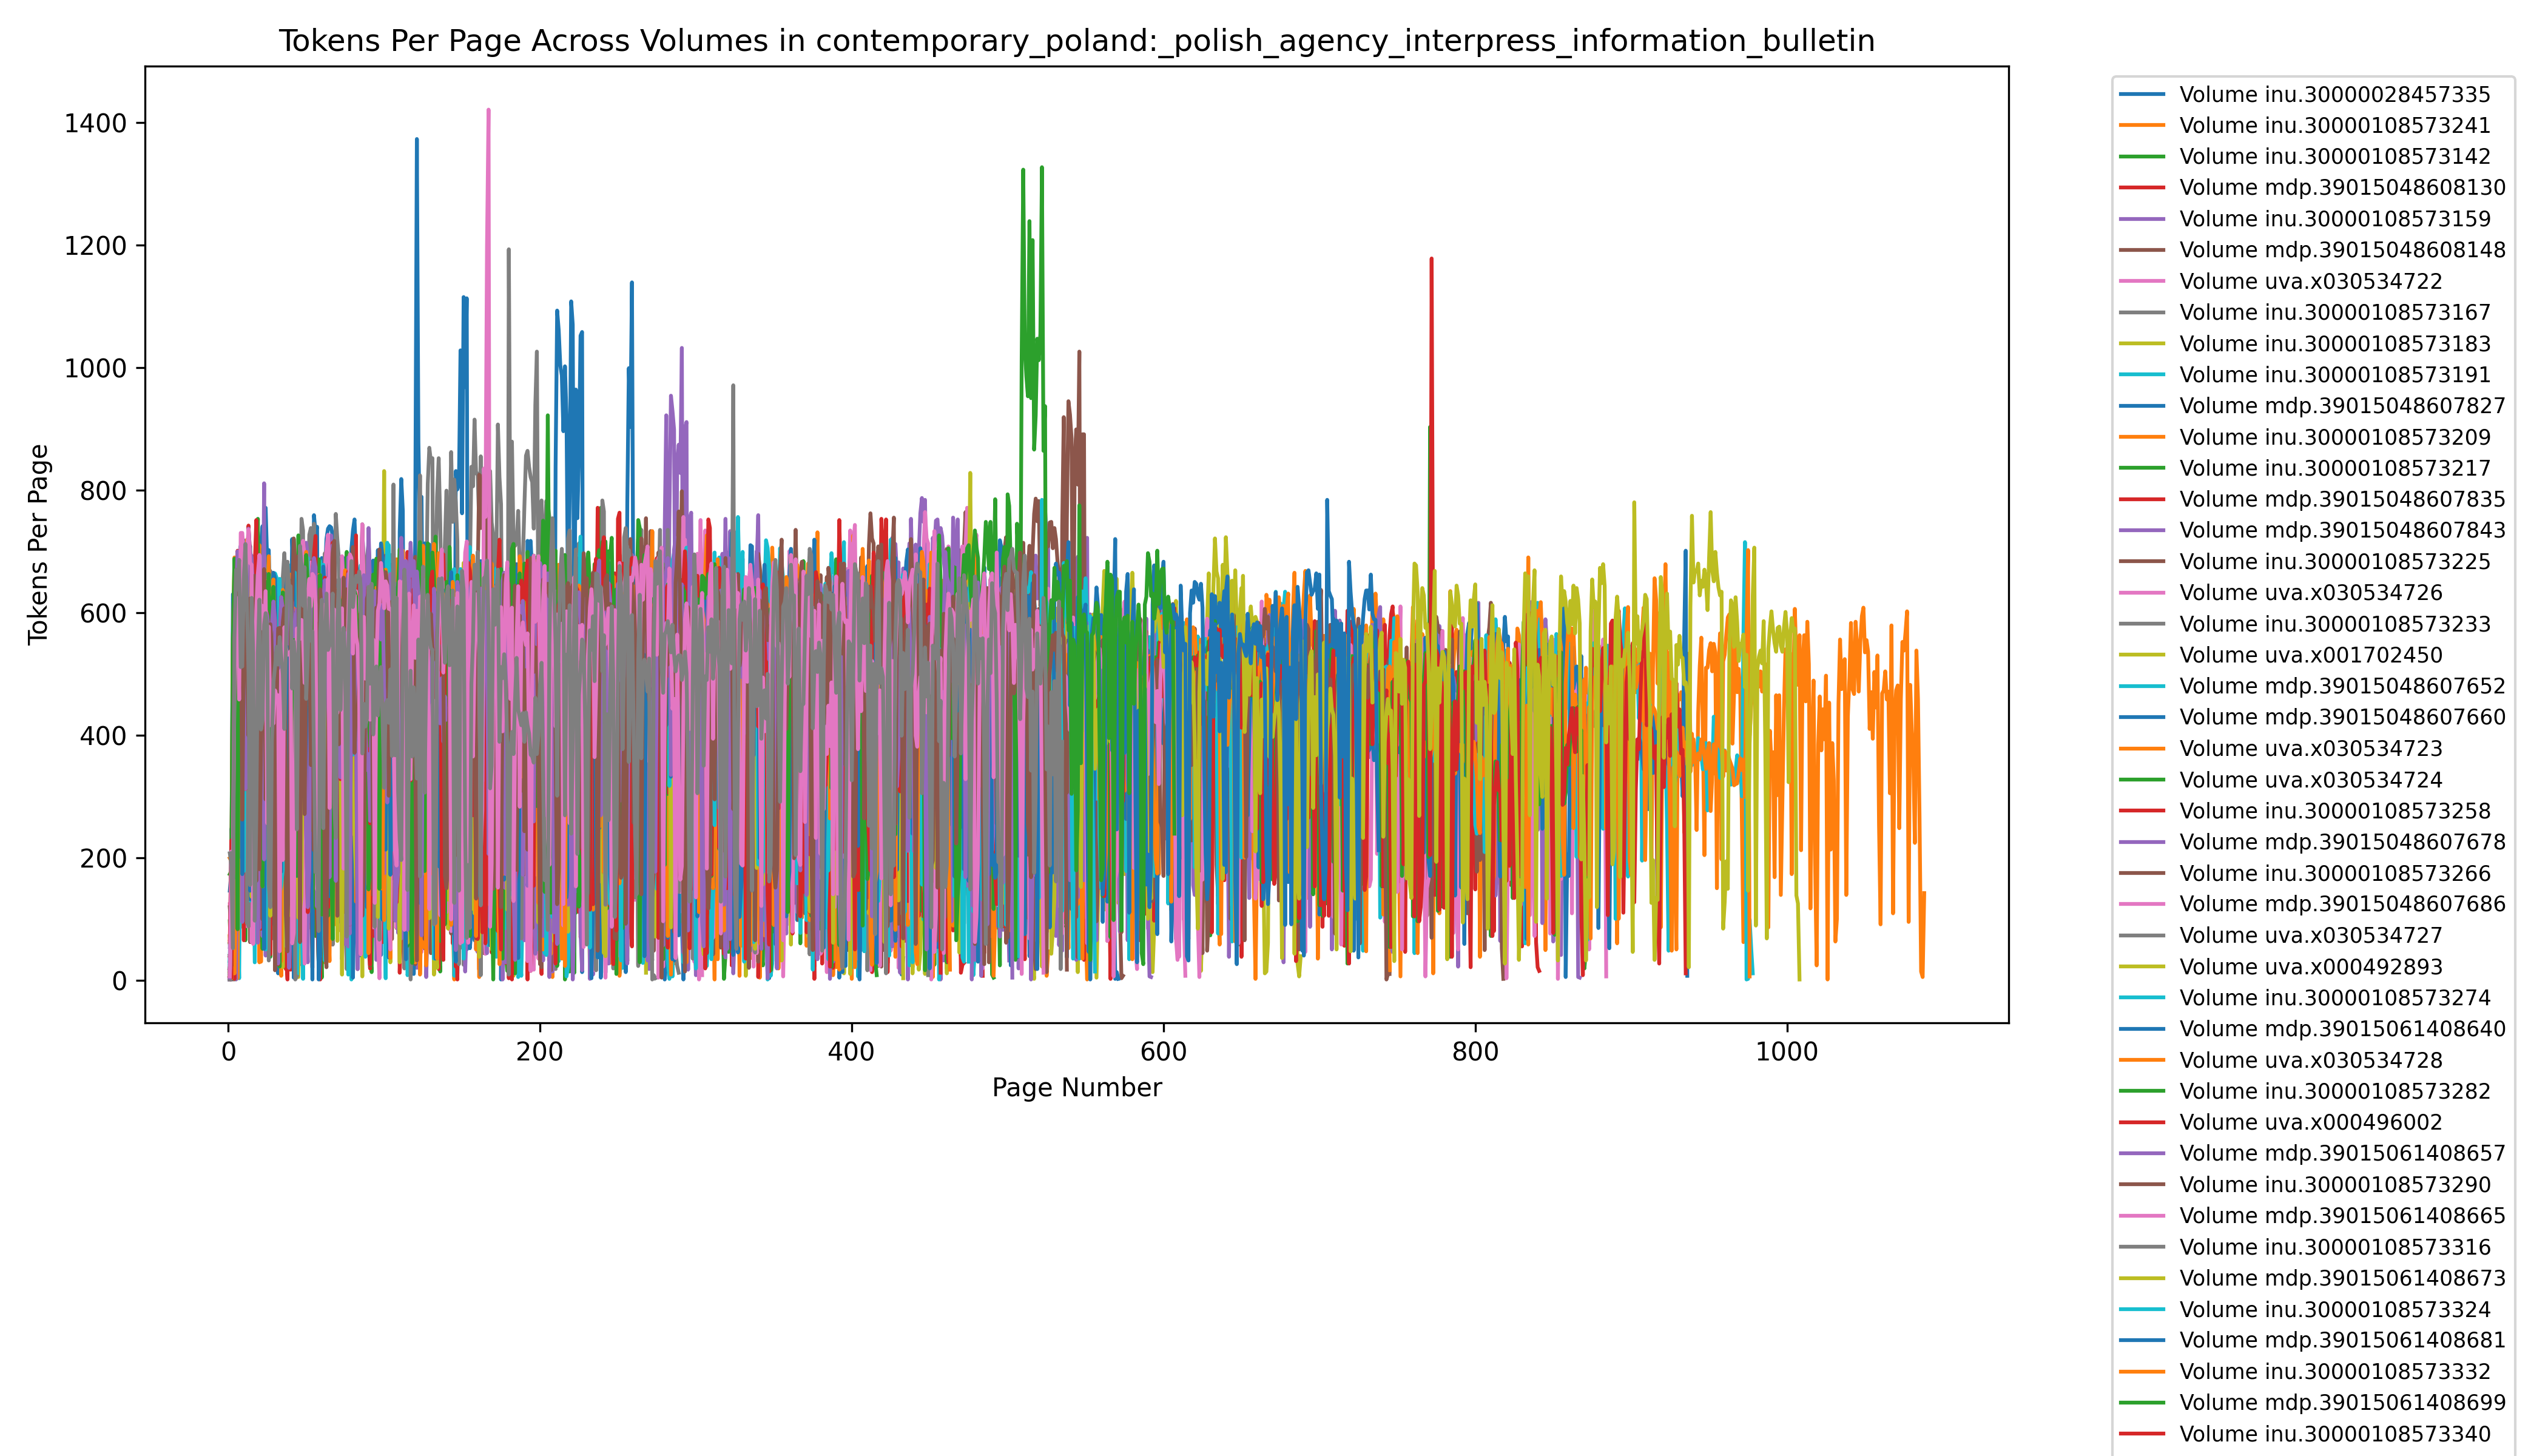 Tokens Per Page Across Volumes in contemporary_poland:_polish_agency_interpress_information_bulletin
Tokens Per Page
1400
1200
1000
800
600
400
200
0
0 200 400 600 800 1000
Page Number
Volume inu.30000028457335
Volume inu.30000108573241
Volume inu.30000108573142
Volume mdp.39015048608130
Volume inu.30000108573159
Volume mdp.39015048608148
Volume uva.x030534722
Volume inu.30000108573167
Volume inu.30000108573183
Volume inu.30000108573191
Volume mdp.39015048607827
Volume inu.30000108573209
Volume inu.30000108573217
Volume mdp.39015048607835
Volume mdp.39015048607843
Volume inu.30000108573225
Volume uva.x030534726
Volume inu.30000108573233
Volume uva.x001702450
Volume mdp.39015048607652
Volume mdp.39015048607660
Volume uva.x030534723
Volume uva.x030534724
Volume inu.30000108573258
Volume mdp.39015048607678
Volume inu.30000108573266
Volume mdp.39015048607686
Volume uva.x030534727
Volume uva.x000492893
Volume inu.30000108573274
Volume mdp.39015061408640
Volume uva.x030534728
Volume inu.30000108573282
Volume uva.x000496002
Volume mdp.39015061408657
Volume inu.30000108573290
Volume mdp.39015061408665
Volume inu.30000108573316
Volume mdp.39015061408673
Volume inu.30000108573324
Volume mdp.39015061408681
Volume inu.30000108573332
Volume mdp.39015061408699
Volume inu.30000108573340